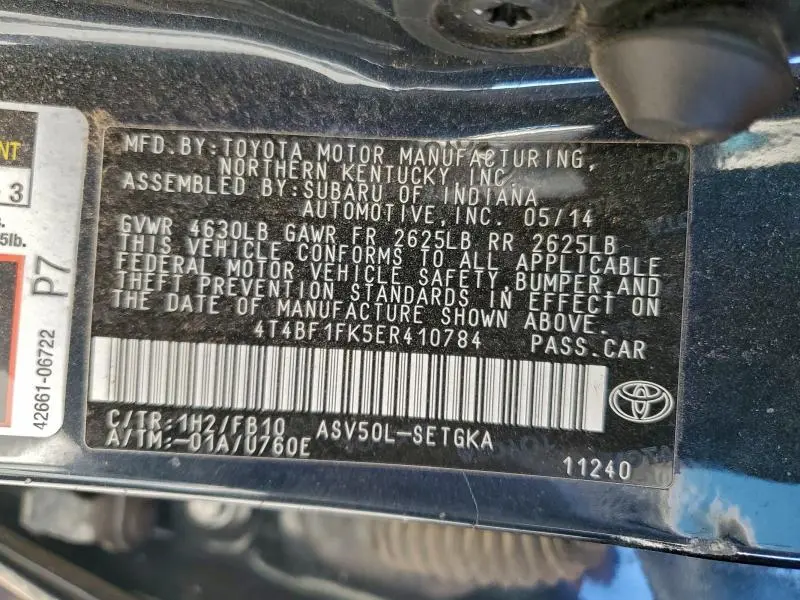 NT
3
5lb.
P7
42661-06722
MFD.BY:TOYOTA MOTOR MANUFACTURING,
NORTHERN KENTUCKY,INC.
ASSEMBLED BY:SUBARU OF INDIANA
AUTOMOTIVE,INC. 05/14
GVWR 4630LB GAWR FR 2625LB RR 2625LB
THIS VEHICLE CONFORMS TO ALL APPLICABLE
FEDERAL MOTOR VEHICLE SAFETY,BUMPER,AND
THEFT PREVENTION STANDARDS IN EFFECT ON
THE DATE OF MANUFACTURE SHOWN ABOVE.
4T4BF1FK5ER410784 PASS.CAR
C/TR:1H2/FB10 ASV50L-SETGKA
A/TM:-01A/U760E
11240